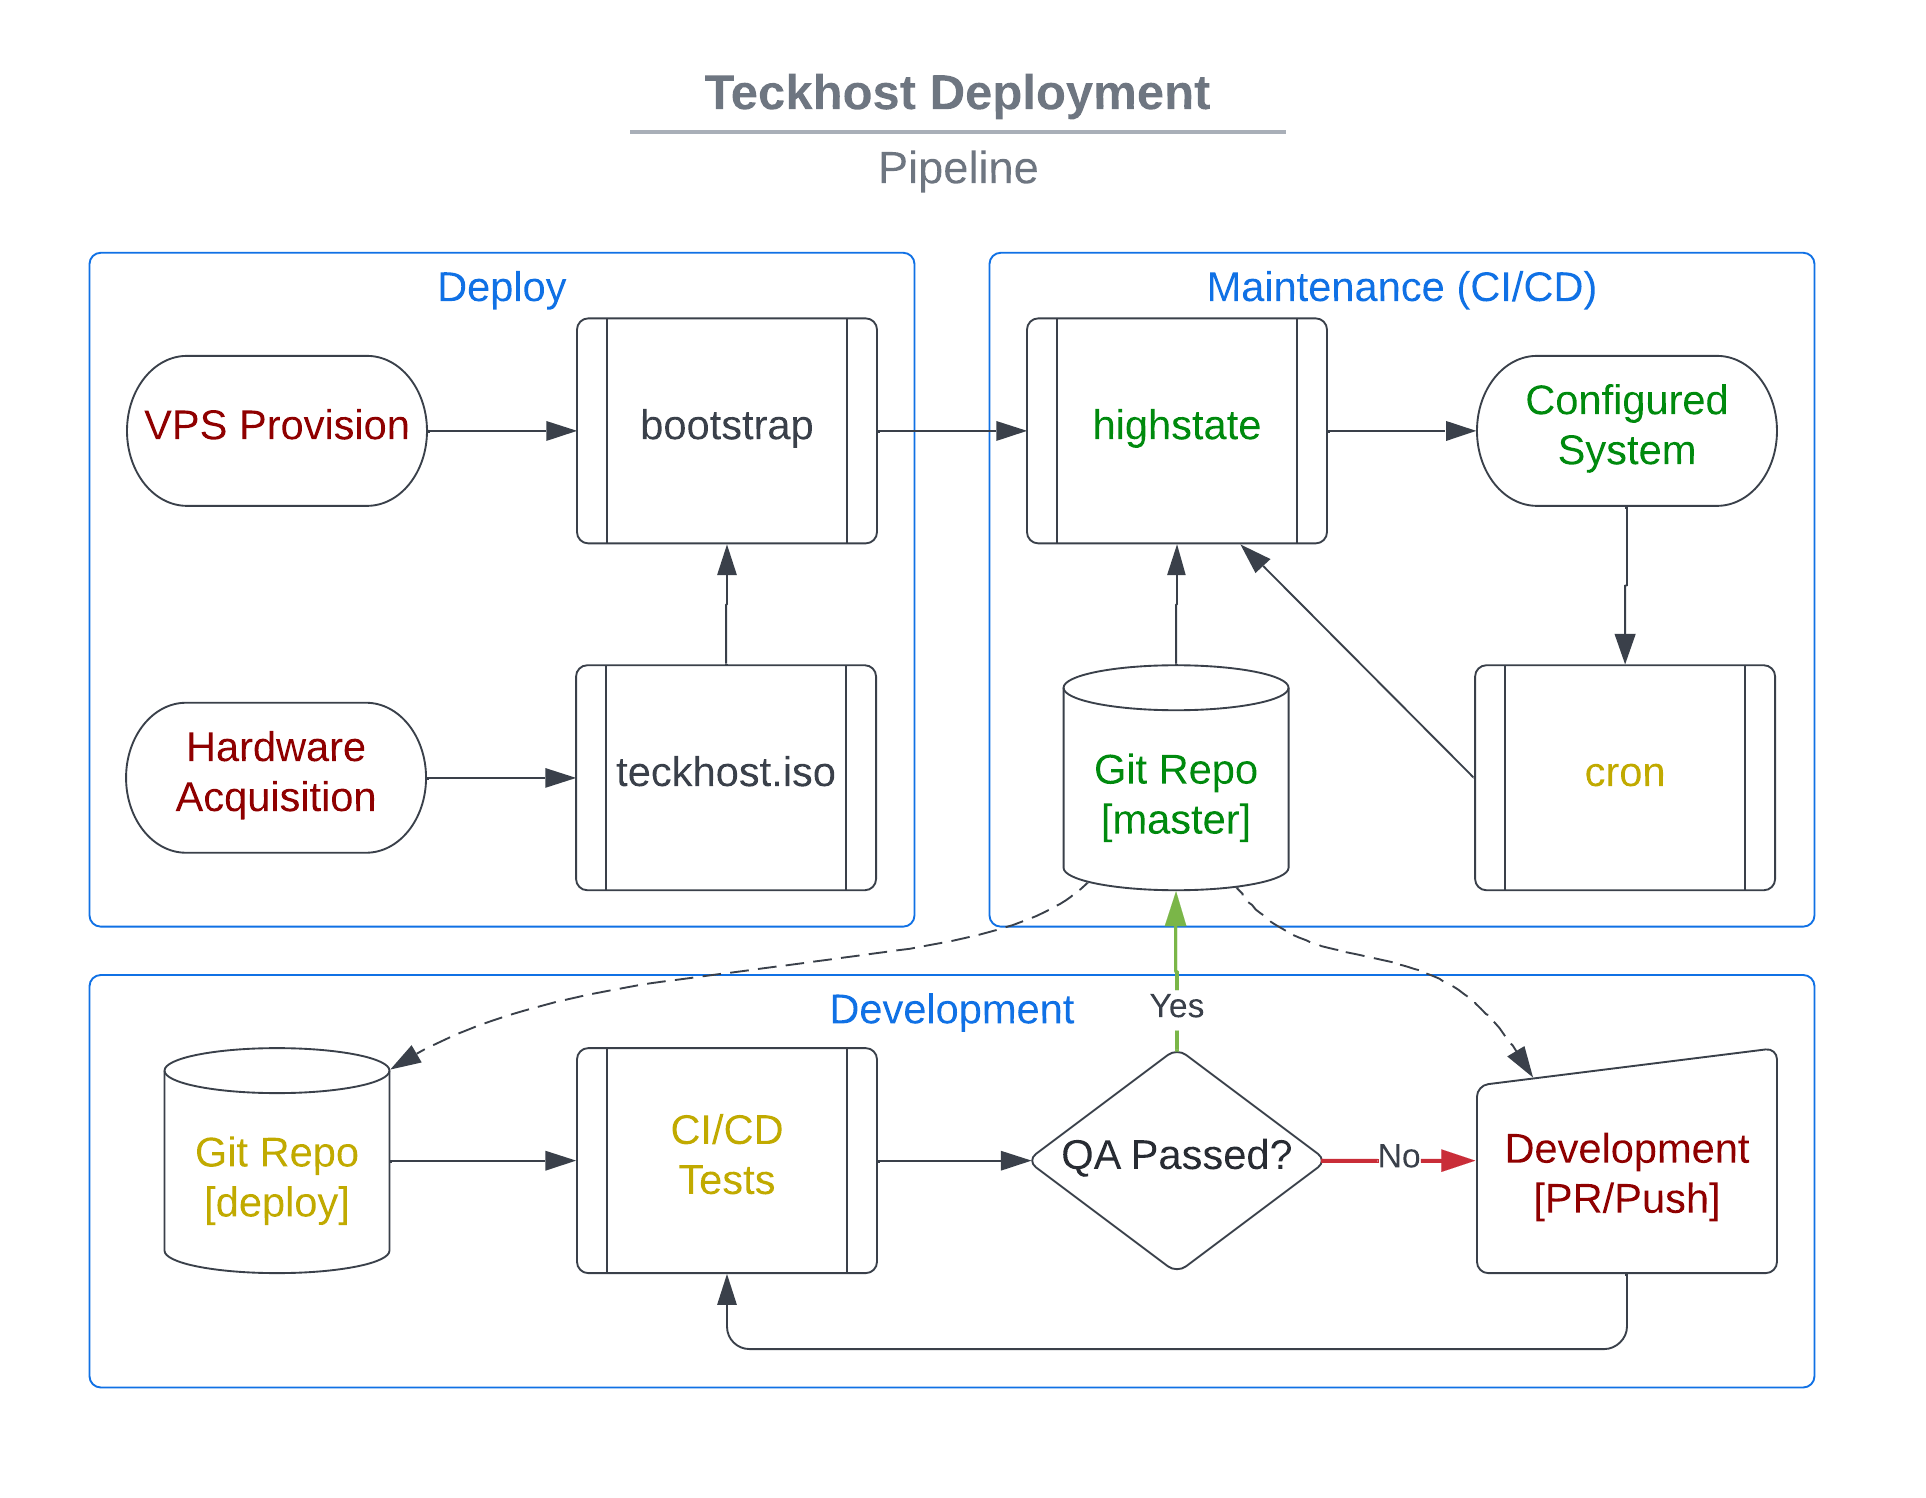 Teckhost Deployment
Pipeline
Deploy
VPS Provision
bootstrap
Hardware
Acquisition
teckhost.iso
Maintenance (CI/CD)
highstate
Configured
System
Git Repo
[master]
cron
Development
Yes
Git Repo
[deploy]
CI/CD
Tests
QA Passed?
No
Development
[PR/Push]